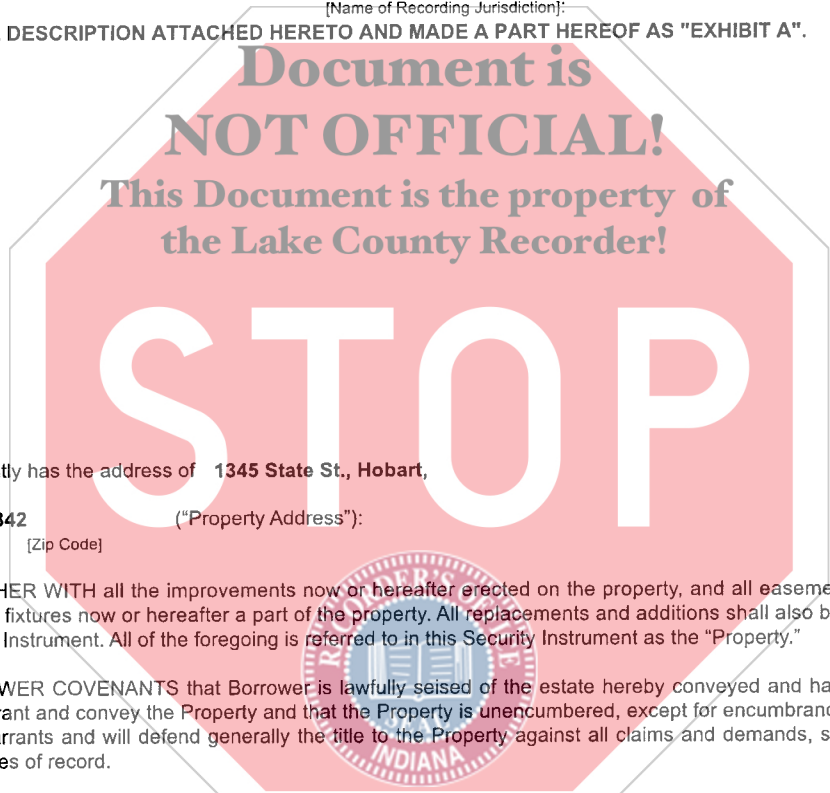 [Name of Recording Jurisdiction]:
DESCRIPTION ATTACHED HERETO AND MADE A PART HEREOF AS "EXHIBIT A".
Document is
NOT OFFICIAL!
This Document is the property of
the Lake County Recorder!
STOP
tly has the address of 1345 State St., Hobart,
342 ("Property Address"):
[Zip Code]
HER WITH all the improvements now or hereafter erected on the property, and all easeme
fixtures now or hereafter a part of the property. All replacements and additions shall also b
Instrument. All of the foregoing is referred to in this Security Instrument as the "Property."
RECORDER'S OFFICE
WER COVENANTS that Borrower is lawfully seised of the estate hereby conveyed and ha
rant and convey the Property and that the Property is unencumbered, except for encumbranc
rrants and will defend generally the title to the Property against all claims and demands, s
es of record.
INDIANA